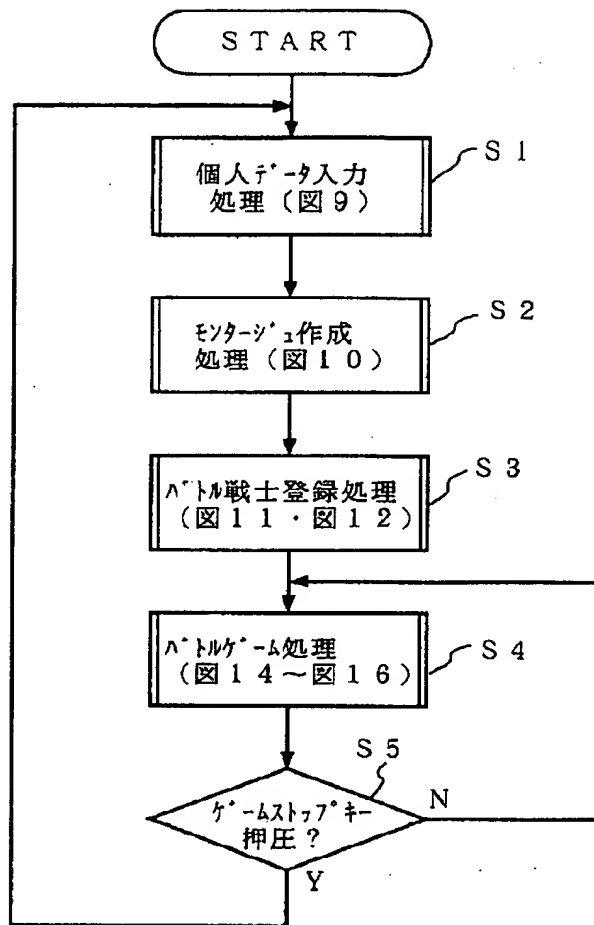 ＳＴＡＲＴ
Ｓ１
個人ﾃﾞｰﾀ入力
処理（図９）
Ｓ２
ﾓﾝﾀｰｼﾞｭ作成
処理（図１０）
Ｓ３
ﾊﾞﾄﾙ戦士登録処理
（図１１・図１２）
Ｓ４
ﾊﾞﾄﾙｹﾞｰﾑ処理
（図１４～図１６）
Ｓ５
ｹﾞｰﾑｽﾄｯﾌﾟｷｰ
押圧？
Ｎ
Ｙ